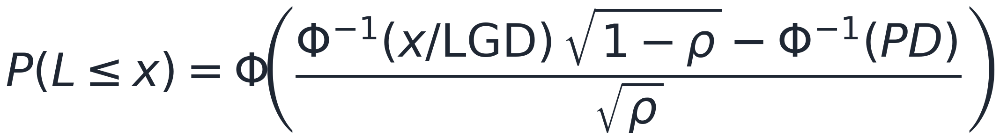 P(L ≤ x) = Φ( (Φ⁻¹(x/LGD) √(1 − ρ) − Φ⁻¹(PD)) / √ρ )